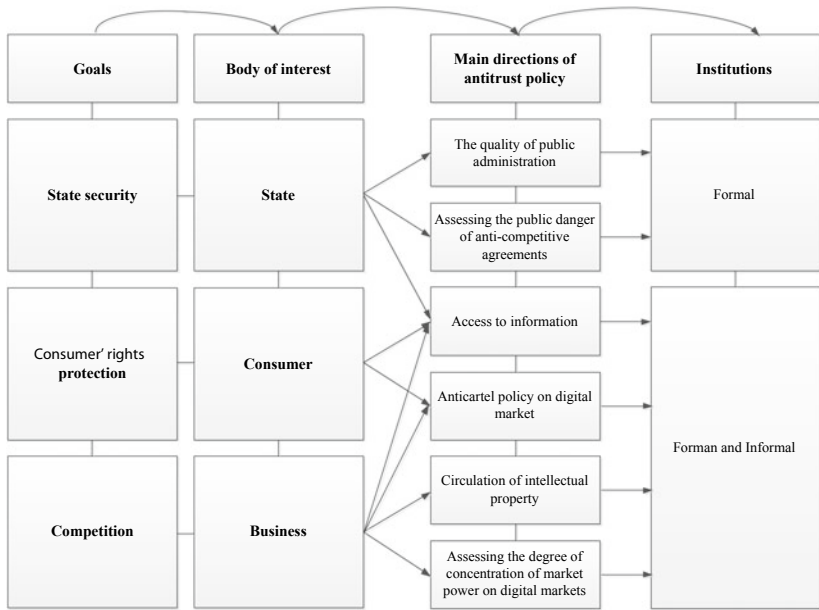 Goals
Body of interest
Main directions of
antitrust policy
Institutions
State security
State
The quality of public
administration
Assessing the public danger
of anti-competitive
agreements
Formal
Consumer' rights
protection
Consumer
Access to information
Anticartel policy on digital
market
Forman and Informal
Competition
Business
Circulation of intellectual
property
Assessing the degree of
concentration of market
power on digital markets